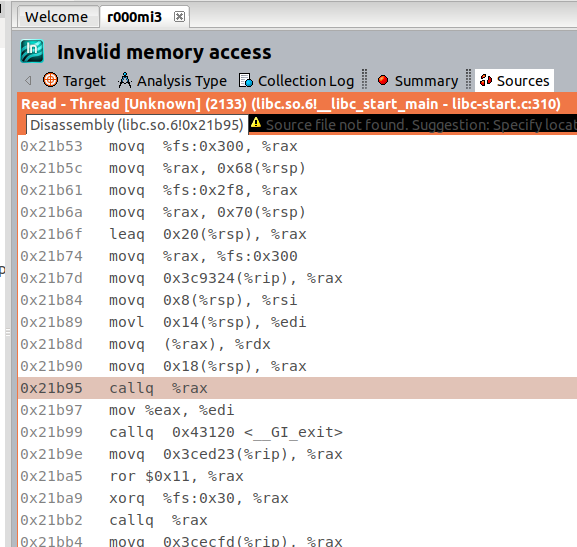 Welcome r000mi3
In Invalid memory access
Target Analysis Type Collection Log Summary Sources
Read - Thread [Unknown] (2133) (libc.so.6!__libc_start_main - libc-start.c:310)
Disassembly (libc.so.6!0x21b95) Source file not found. Suggestion: Specify locat
0x21b53 movq %fs:0x300, %rax
0x21b5c movq %rax, 0x68(%rsp)
0x21b61 movq %fs:0x2f8, %rax
0x21b6a movq %rax, 0x70(%rsp)
0x21b6f leaq 0x20(%rsp), %rax
0x21b74 movq %rax, %fs:0x300
0x21b7d movq 0x3c9324(%rip), %rax
0x21b84 movq 0x8(%rsp), %rsi
0x21b89 movl 0x14(%rsp), %edi
0x21b8d movq (%rax), %rdx
0x21b90 movq 0x18(%rsp), %rax
0x21b95 callq %rax
0x21b97 mov %eax, %edi
0x21b99 callq 0x43120 <__GI_exit>
0x21b9e movq 0x3ced23(%rip), %rax
0x21ba5 ror $0x11, %rax
0x21ba9 xorq %fs:0x30, %rax
0x21bb2 callq %rax
0x21bb4 movq 0x3cecfd(%rip), %rax